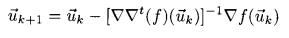 $\vec{u}_{k+1} = \vec{u}_k - [\nabla\nabla^t(f)(\vec{u}_k)]^{-1}\nabla f(\vec{u}_k)$